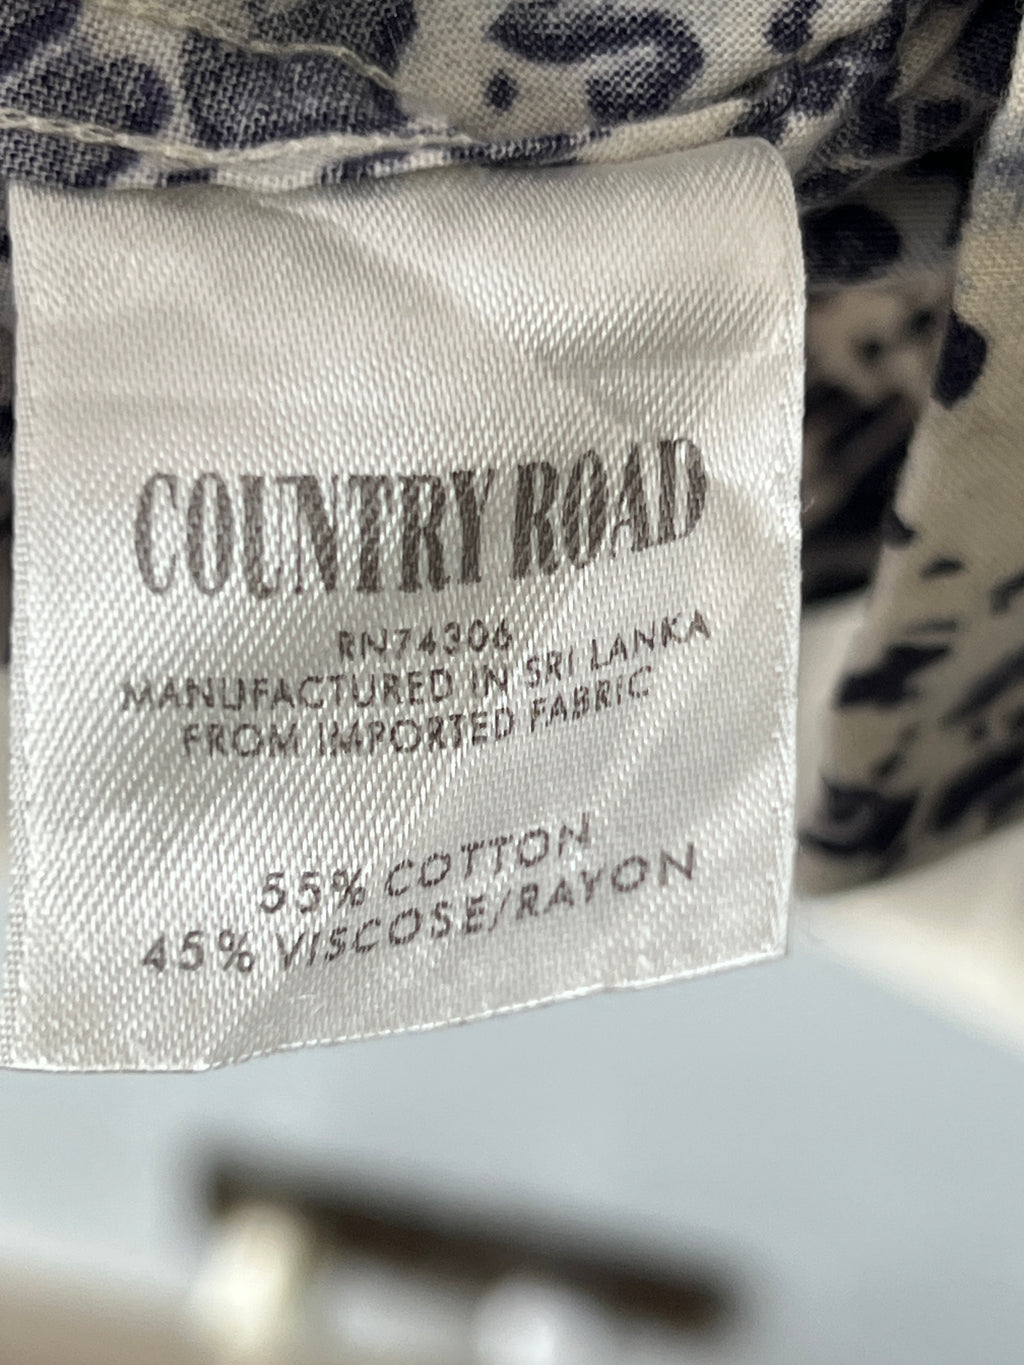 COUNTRY ROAD
RN74306
MANUFACTURED IN SRI LANKA
FROM IMPORTED FABRIC
55% COTTON
45% VISCOSE/RAYON